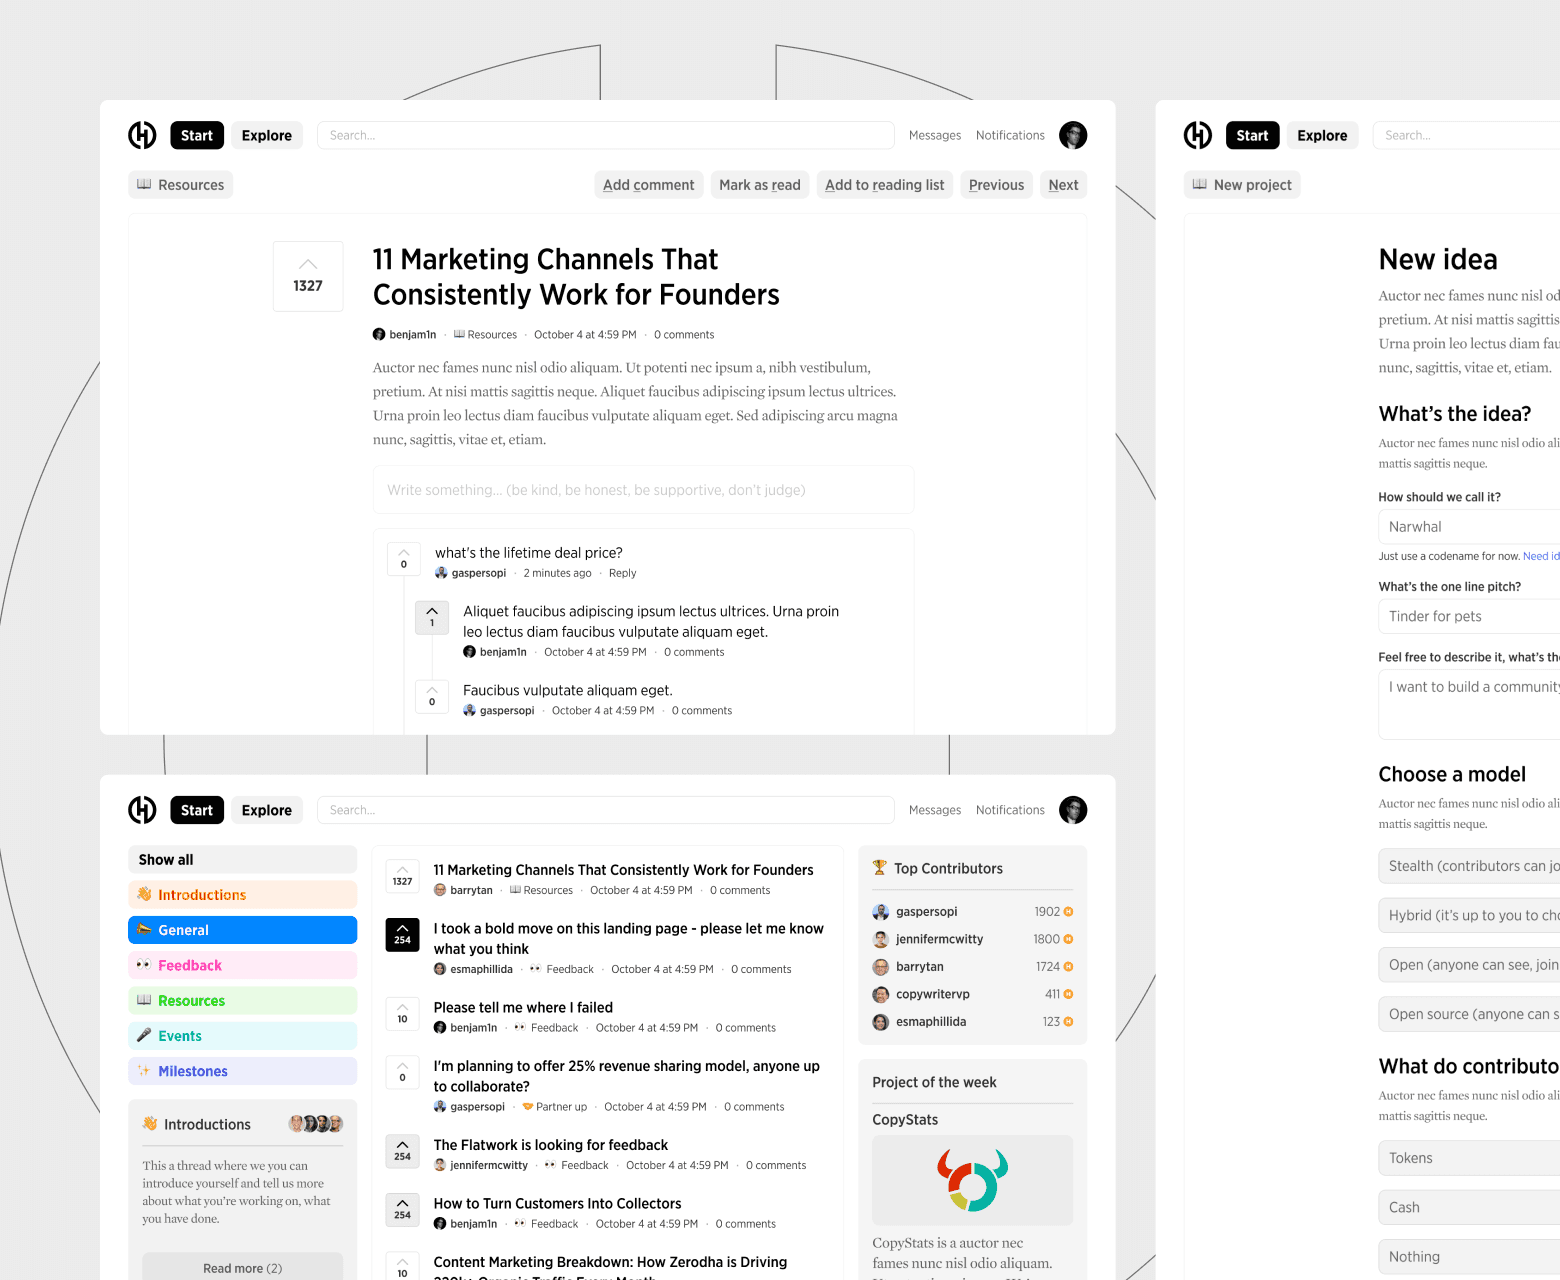 Start
Explore
Search...
Messages
Notifications
Resources
Add comment
Mark as read
Add to reading list
Previous
Next
1327
11 Marketing Channels That
Consistently Work for Founders
benjam1n · Resources · October 4 at 4:59 PM · 0 comments
Auctor nec fames nunc nisl odio aliquam. Ut potenti nec ipsum a, nibh vestibulum,
pretium. At nisi mattis sagittis neque. Aliquet faucibus adipiscing ipsum lectus ultrices.
Urna proin leo lectus diam faucibus vulputate aliquam eget. Sed adipiscing arcu magna
nunc, sagittis, vitae et, etiam.
Write something... (be kind, be honest, be supportive, don't judge)
0
what's the lifetime deal price?
gaspersopi · 2 minutes ago · Reply
1
Aliquet faucibus adipiscing ipsum lectus ultrices. Urna proin
leo lectus diam faucibus vulputate aliquam eget.
benjam1n · October 4 at 4:59 PM · 0 comments
0
Faucibus vulputate aliquam eget.
gaspersopi · October 4 at 4:59 PM · 0 comments
Start
Explore
Search...
Messages
Notifications
Show all
Introductions
General
Feedback
Resources
Events
Milestones
Introductions
This a thread where we you can
introduce yourself and tell us more
about what you're working on, what
you have done.
Read more (2)
1327
11 Marketing Channels That Consistently Work for Founders
barrytan · Resources · October 4 at 4:59 PM · 0 comments
254
I took a bold move on this landing page - please let me know
what you think
esmaphillida · Feedback · October 4 at 4:59 PM · 0 comments
10
Please tell me where I failed
benjam1n · Feedback · October 4 at 4:59 PM · 0 comments
0
I'm planning to offer 25% revenue sharing model, anyone up
to collaborate?
gaspersopi · Partner up · October 4 at 4:59 PM · 0 comments
254
The Flatwork is looking for feedback
jennifermcwitty · Feedback · October 4 at 4:59 PM · 0 comments
254
How to Turn Customers Into Collectors
benjam1n · Feedback · October 4 at 4:59 PM · 0 comments
10
Content Marketing Breakdown: How Zerodha is Driving
Top Contributors
gaspersopi 1902
jennifermcwitty 1800
barrytan 1724
copywritervp 411
esmaphillida 123
Project of the week
CopyStats
CopyStats is a auctor nec
fames nunc nisl odio aliquam.
Start
Explore
Search...
New project
New idea
Auctor nec fames nunc nisl od
pretium. At nisi mattis sagittis
Urna proin leo lectus diam fau
nunc, sagittis, vitae et, etiam.
What's the idea?
Auctor nec fames nunc nisl odio ali
mattis sagittis neque.
How should we call it?
Narwhal
Just use a codename for now. Need id
What's the one line pitch?
Tinder for pets
Feel free to describe it, what's the
I want to build a community
Choose a model
Auctor nec fames nunc nisl odio ali
mattis sagittis neque.
Stealth (contributors can jo
Hybrid (it's up to you to cho
Open (anyone can see, join
Open source (anyone can s
What do contributo
Auctor nec fames nunc nisl odio ali
mattis sagittis neque.
Tokens
Cash
Nothing